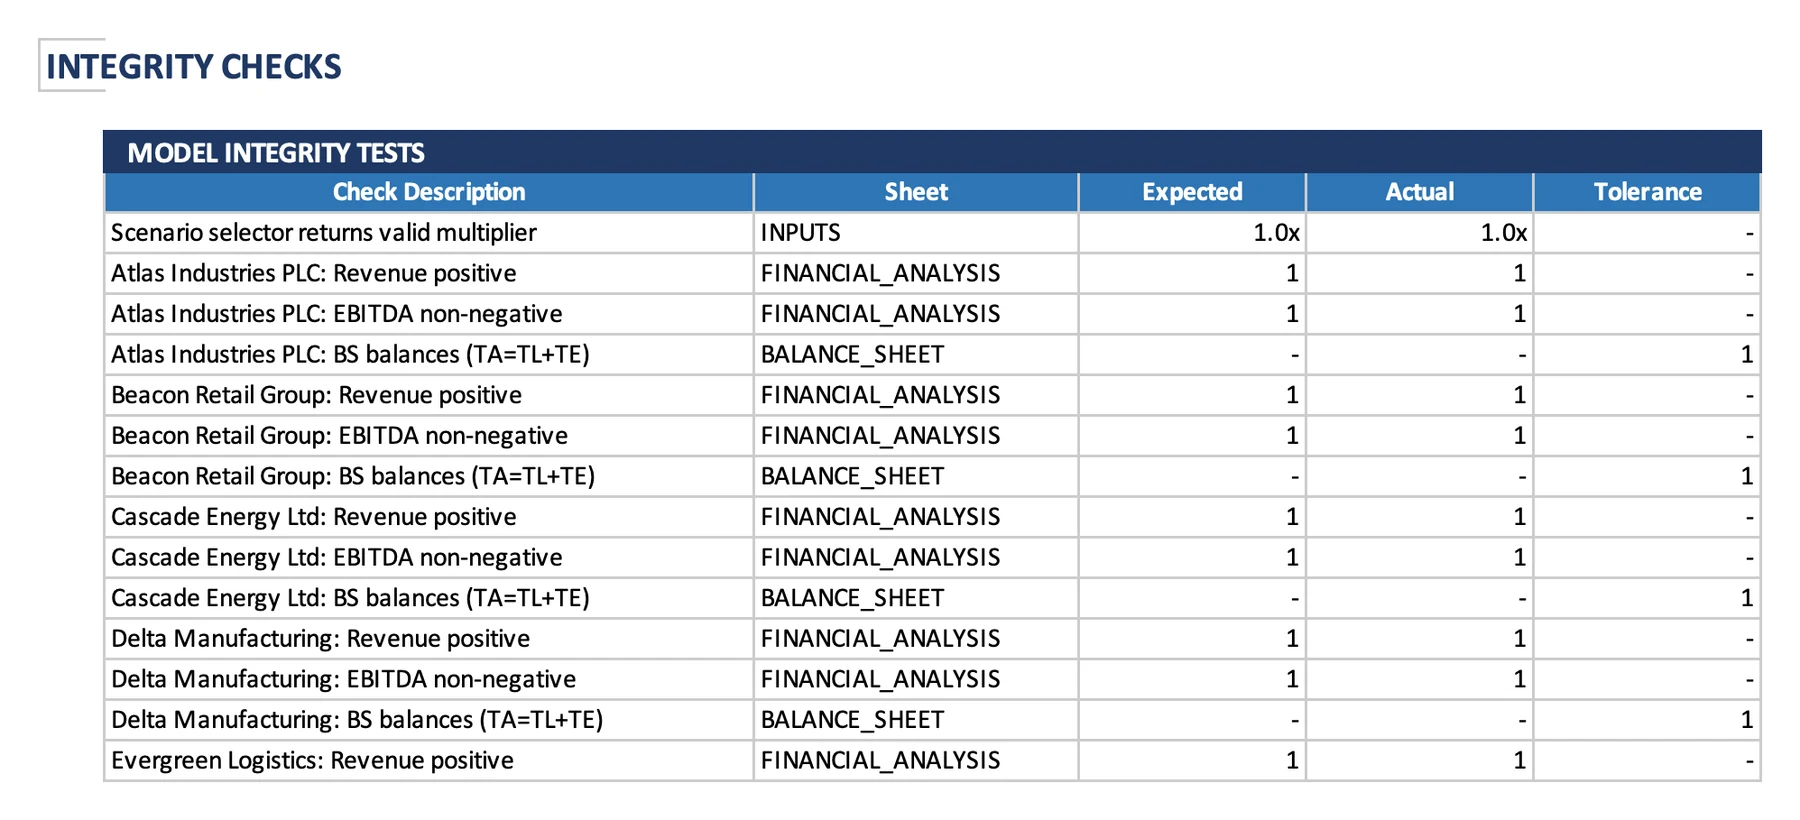 INTEGRITY CHECKS
MODEL INTEGRITY TESTS
Check Description Sheet Expected Actual Tolerance
Scenario selector returns valid multiplier INPUTS 1.0x 1.0x -
Atlas Industries PLC: Revenue positive FINANCIAL_ANALYSIS 1 1 -
Atlas Industries PLC: EBITDA non-negative FINANCIAL_ANALYSIS 1 1 -
Atlas Industries PLC: BS balances (TA=TL+TE) BALANCE_SHEET - - 1
Beacon Retail Group: Revenue positive FINANCIAL_ANALYSIS 1 1 -
Beacon Retail Group: EBITDA non-negative FINANCIAL_ANALYSIS 1 1 -
Beacon Retail Group: BS balances (TA=TL+TE) BALANCE_SHEET - - 1
Cascade Energy Ltd: Revenue positive FINANCIAL_ANALYSIS 1 1 -
Cascade Energy Ltd: EBITDA non-negative FINANCIAL_ANALYSIS 1 1 -
Cascade Energy Ltd: BS balances (TA=TL+TE) BALANCE_SHEET - - 1
Delta Manufacturing: Revenue positive FINANCIAL_ANALYSIS 1 1 -
Delta Manufacturing: EBITDA non-negative FINANCIAL_ANALYSIS 1 1 -
Delta Manufacturing: BS balances (TA=TL+TE) BALANCE_SHEET - - 1
Evergreen Logistics: Revenue positive FINANCIAL_ANALYSIS 1 1 -